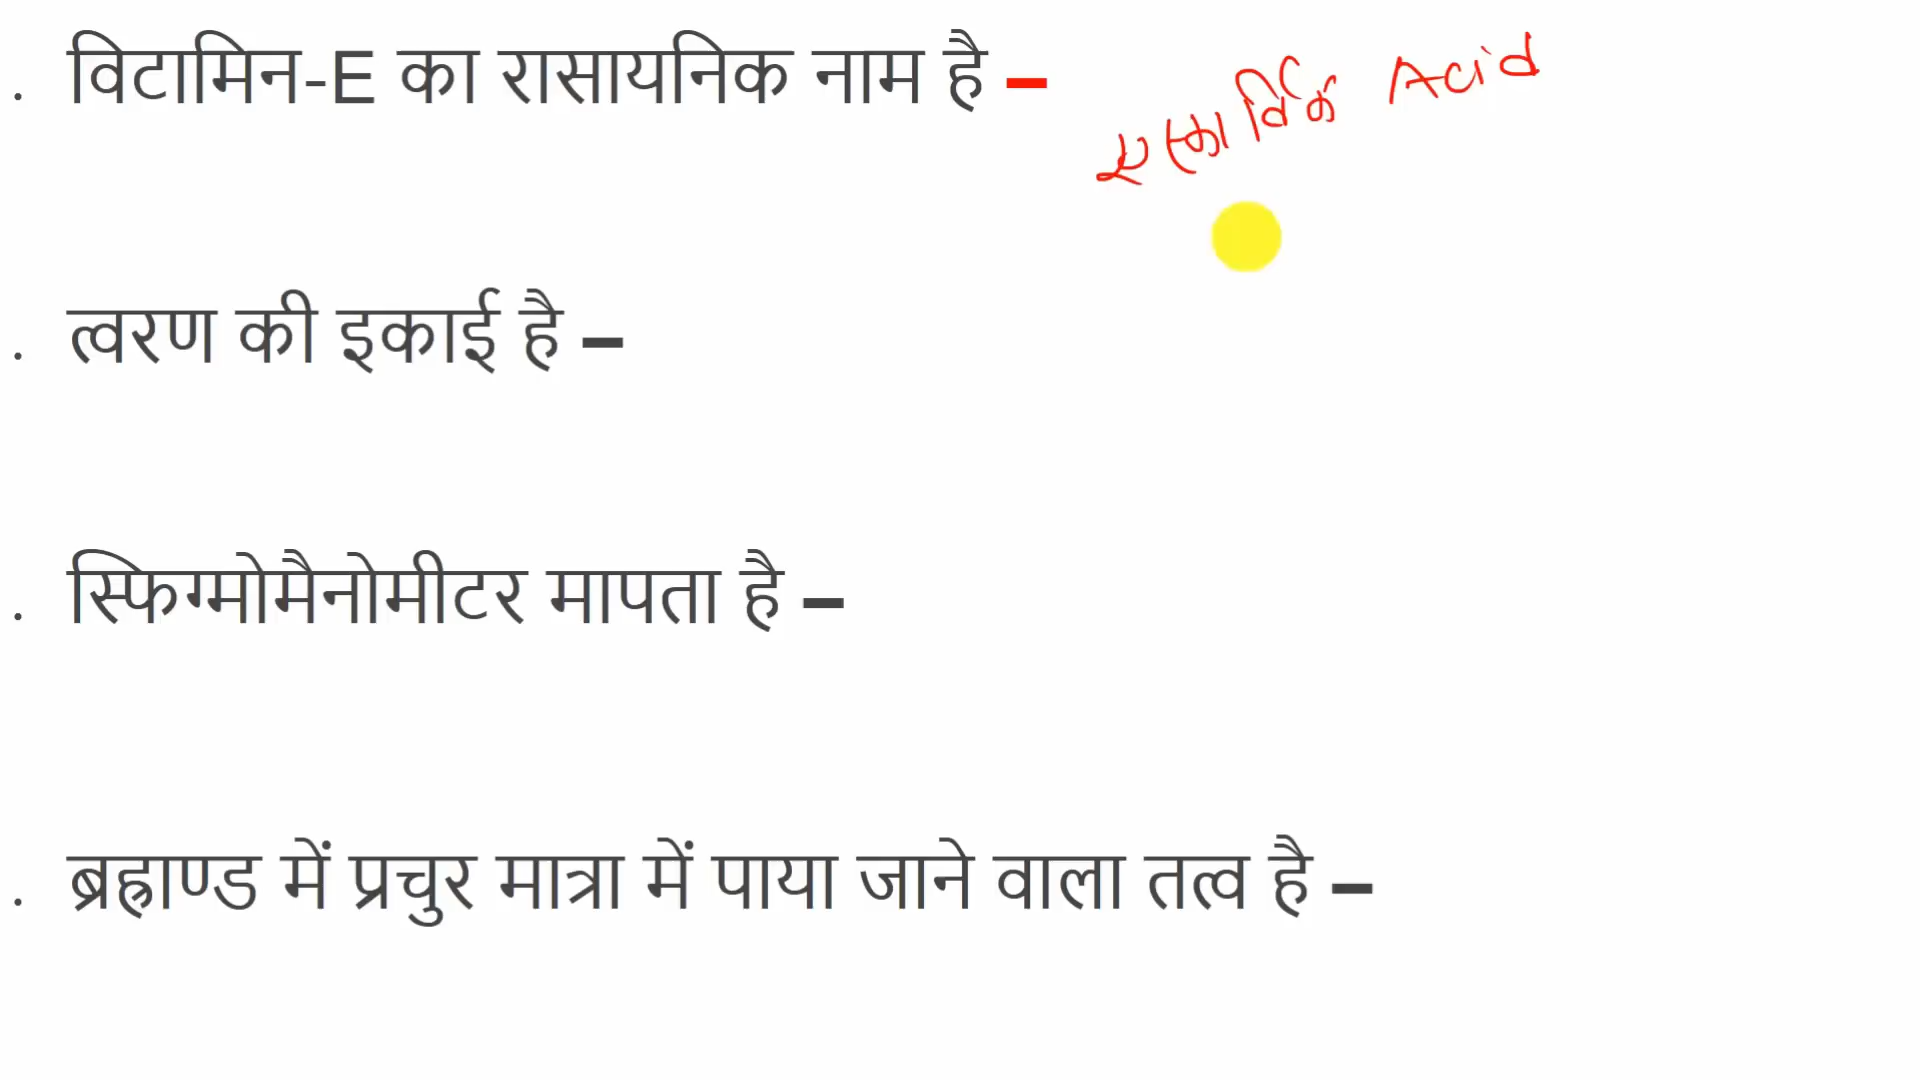 . विटामिन-E का रासायनिक नाम है – एस्कार्विक Acid
. त्वरण की इकाई है –
. स्फिग्मोमैनोमीटर मापता है –
. ब्रह्राण्ड में प्रचुर मात्रा में पाया जाने वाला तत्व है –